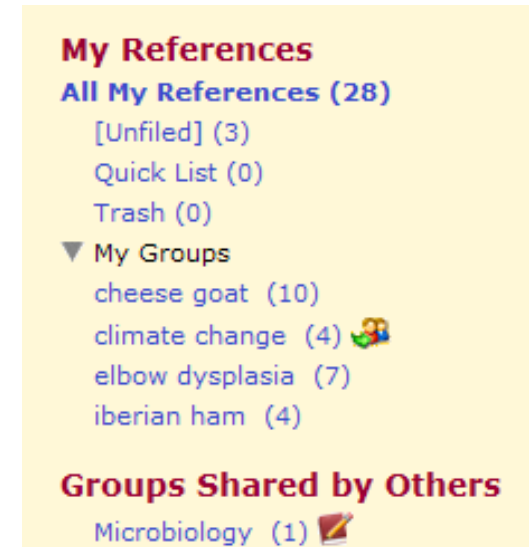 My References
All My References (28)
[Unfiled] (3)
Quick List (0)
Trash (0)
My Groups
cheese goat (10)
climate change (4)
elbow dysplasia (7)
iberian ham (4)
Groups Shared by Others
Microbiology (1)